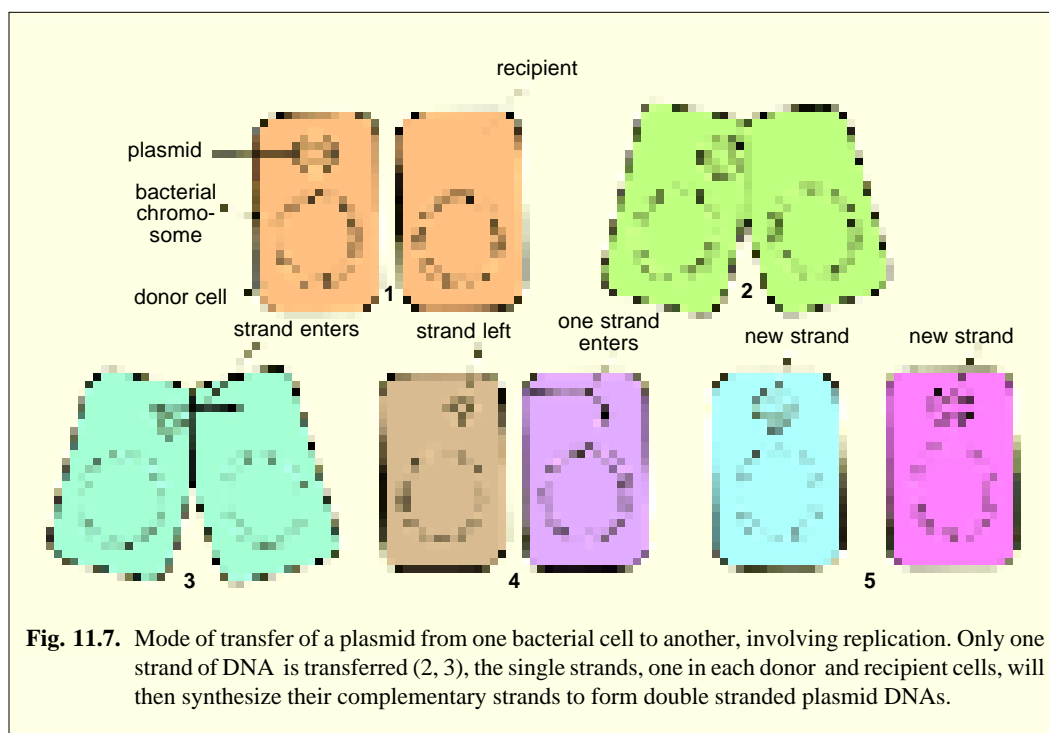 recipient
plasmid
bacterial
chromo-
some
donor cell
1
2
strand enters
strand left
one strand
enters
new strand
new strand
3
4
5
Fig. 11.7. Mode of transfer of a plasmid from one bacterial cell to another, involving replication. Only one
strand of DNA is transferred (2, 3), the single strands, one in each donor and recipient cells, will
then synthesize their complementary strands to form double stranded plasmid DNAs.